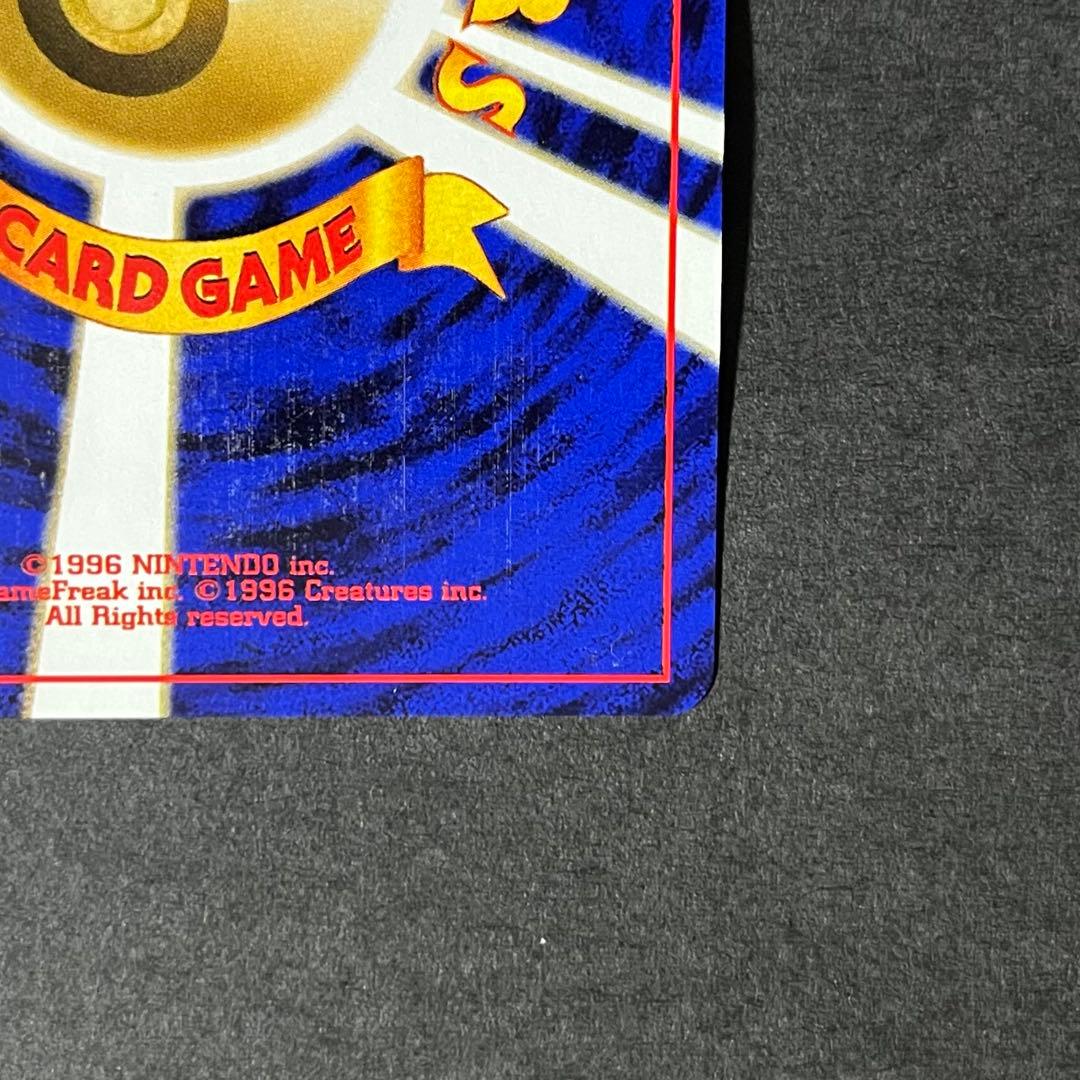 S
CARD GAME
©1996 NINTENDO inc.
ameFreak inc. ©1996 Creatures inc.
All Rights reserved.